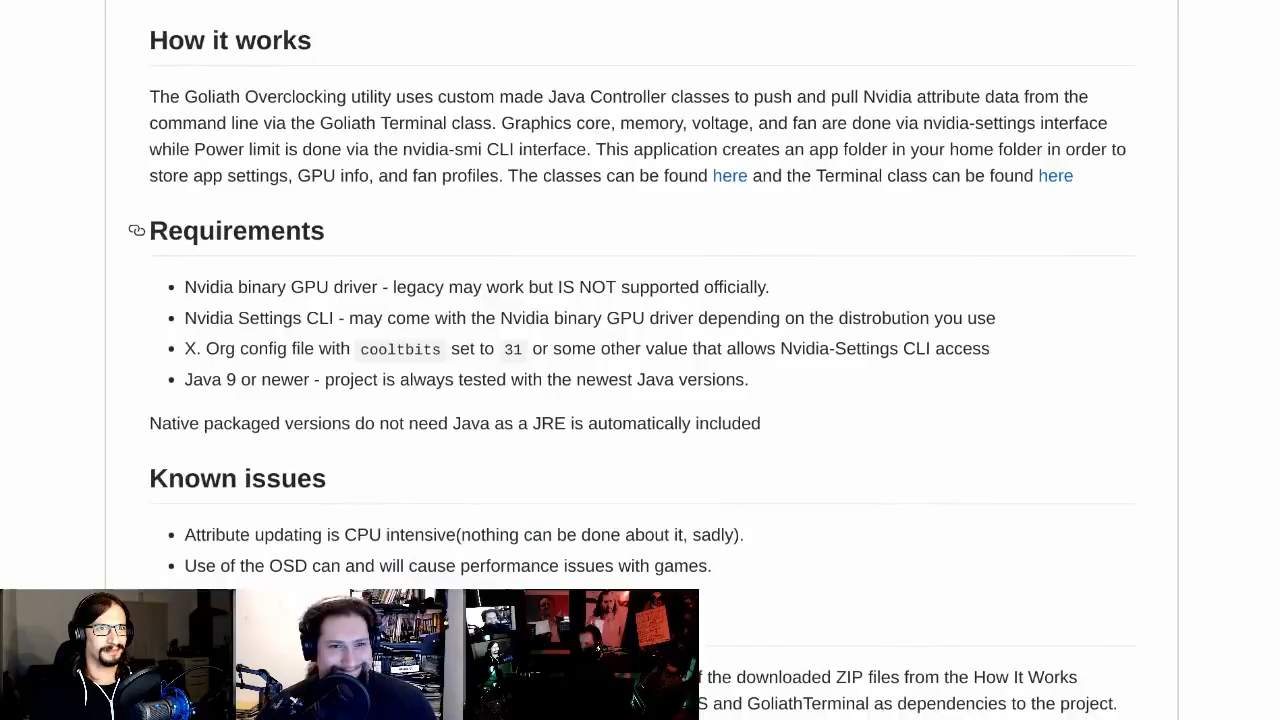 How it works
The Goliath Overclocking utility uses custom made Java Controller classes to push and pull Nvidia attribute data from the
command line via the Goliath Terminal class. Graphics core, memory, voltage, and fan are done via nvidia-settings interface
while Power limit is done via the nvidia-smi CLI interface. This application creates an app folder in your home folder in order to
store app settings, GPU info, and fan profiles. The classes can be found here and the Terminal class can be found here
Requirements
Nvidia binary GPU driver - legacy may work but IS NOT supported officially.
Nvidia Settings CLI - may come with the Nvidia binary GPU driver depending on the distrobution you use
X. Org config file with cooltbits set to 31 or some other value that allows Nvidia-Settings CLI access
Java 9 or newer - project is always tested with the newest Java versions.
Native packaged versions do not need Java as a JRE is automatically included
Known issues
Attribute updating is CPU intensive(nothing can be done about it, sadly).
Use of the OSD can and will cause performance issues with games.
the downloaded ZIP files from the How It Works
and GoliathTerminal as dependencies to the project.